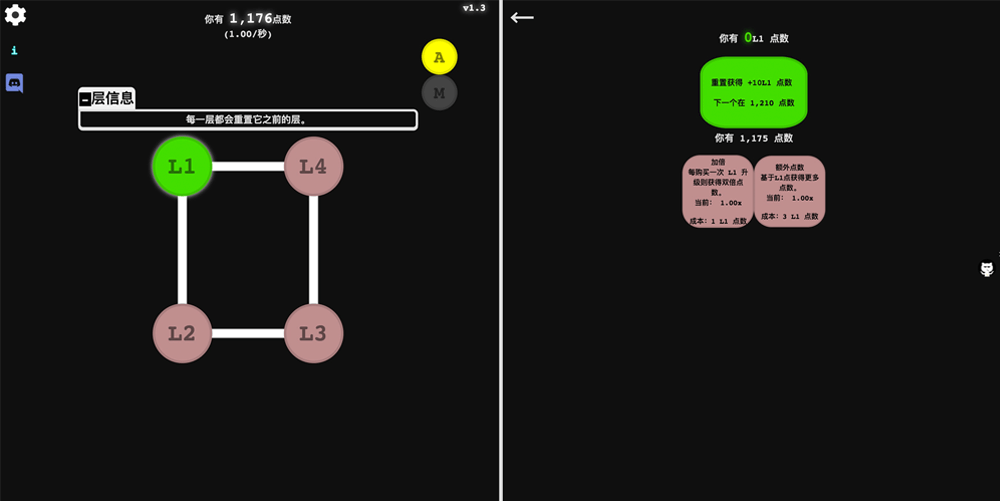 v1.3
你有 1,176点数
(1.00/秒)
i
A
M
-层信息
每一层都会重置它之前的层。
L1
L4
L2
L3
你有 0L1 点数
重置获得 +10L1 点数
下一个在 1,210 点数
你有 1,175 点数
加倍
每购买一次 L1 升
级则获得双倍点
数。
当前： 1.00x
成本：1 L1 点数
额外点数
基于L1点获得更多
点数。
当前： 1.00x
成本：3 L1 点数